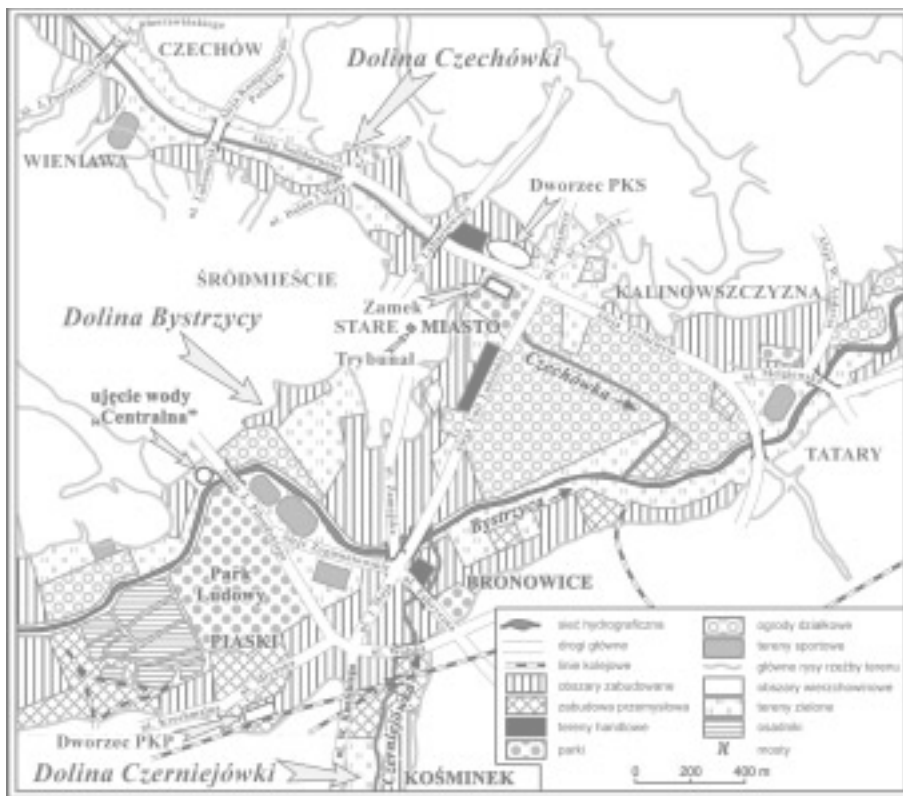 CZECHÓW
Dolina Czechówki
WIENIAWA
Dworzec PKS
ŚRÓDMIEŚCIE
KALINOWSZCZYZNA
Zamek
Dolina Bystrzycy
STARE MIASTO
Trybunał
Czechówka
ujęcie wody
„Centralna”
TATARY
Bystrzyca
Park
Ludowy
BRONOWICE
PIASKI
Dworzec PKP
Dolina Czerniejówki
Czerniejówka
KOŚMINEK
sieć hydrograficzna
drogi główne
linie kolejowe
obszary zabudowane
zabudowa przemysłowa
tereny handlowe
parki
ogrody działkowe
tereny sportowe
główne rysy rzeźby terenu
obszary wierzchowinowe
tereny zielone
osadniki
mosty
0 200 400 m